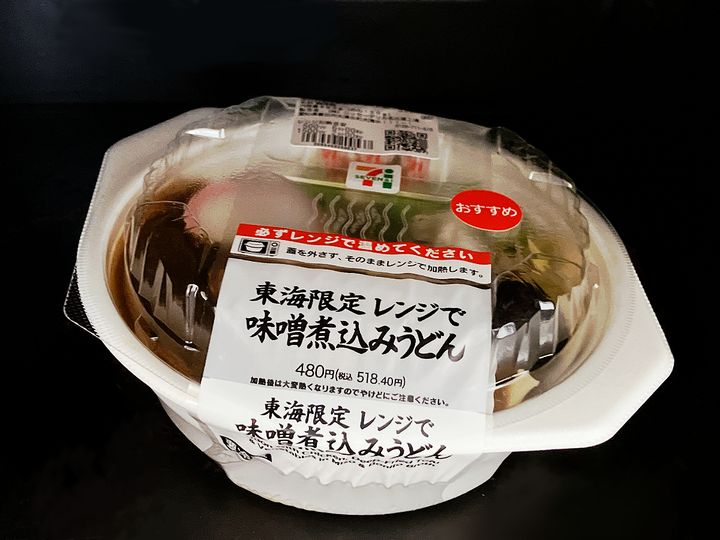 7
SEVEN
おすすめ
必ずレンジで温めてください
蓋を外さず、そのままレンジで加熱します。
東海限定 レンジで
味噌煮込みうどん
480円(税込 518.40円)
加熱後は大変熱くなりますのでやけどにご注意ください。
東海限定 レンジで
味噌煮込みうどん